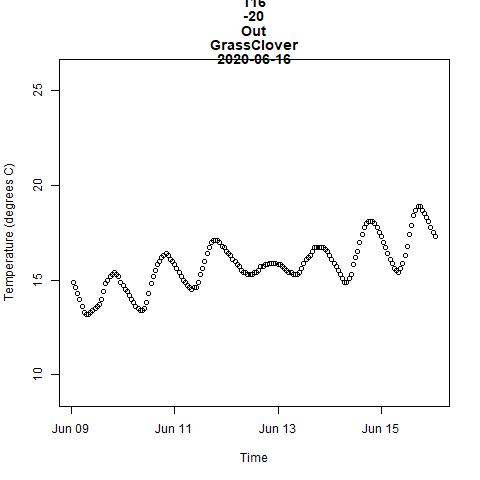 116
-20
Out
GrassClover
2020-06-16
Temperature (degrees C)
25
20
15
10
Jun 09
Jun 11
Jun 13
Jun 15
Time